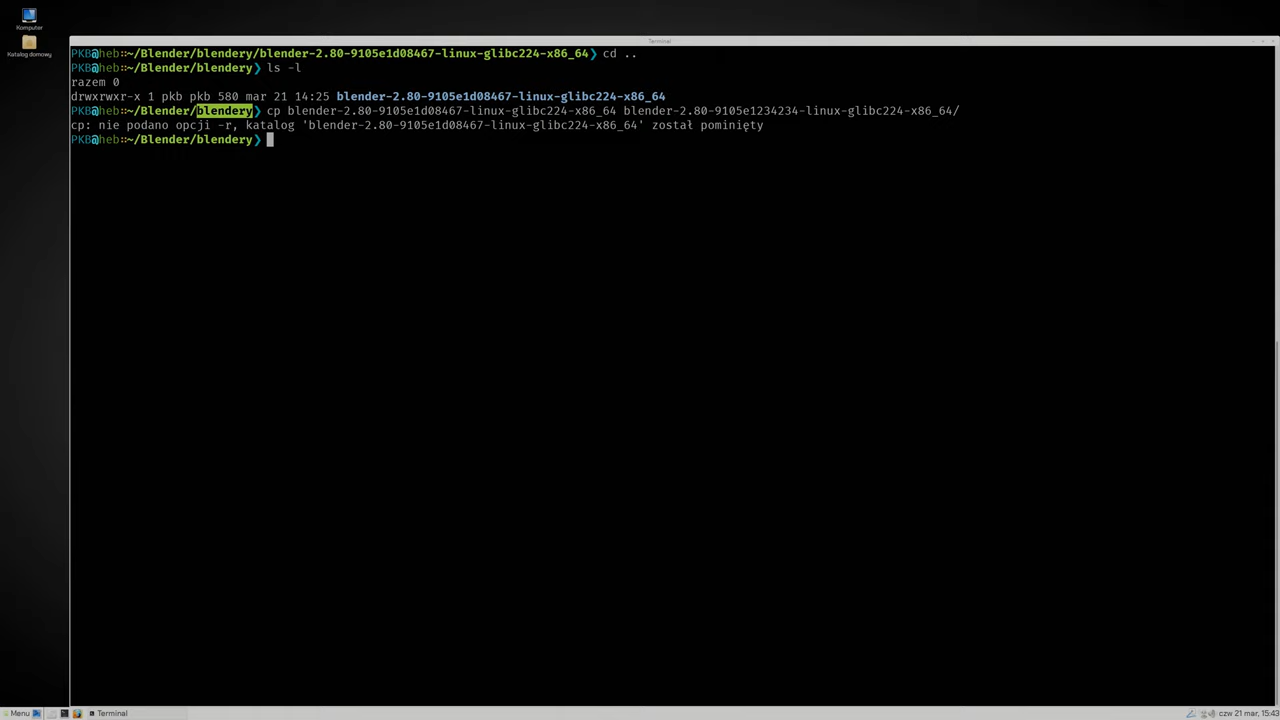 Komputer
Katalog domowy
Terminal
PKB@heb::~/Blender/blendery/blender-2.80-9105e1d08467-linux-glibc224-x86_64❯ cd ..
PKB@heb::~/Blender/blendery❯ ls -l
razem 0
drwxrwxr-x 1 pkb pkb 580 mar 21 14:25 blender-2.80-9105e1d08467-linux-glibc224-x86_64
PKB@heb::~/Blender/blendery❯ cp blender-2.80-9105e1d08467-linux-glibc224-x86_64 blender-2.80-9105e1234234-linux-glibc224-x86_64/
cp: nie podano opcji -r, katalog 'blender-2.80-9105e1d08467-linux-glibc224-x86_64' został pominięty
PKB@heb::~/Blender/blendery❯
Menu
Terminal
czw 21 mar, 15:43